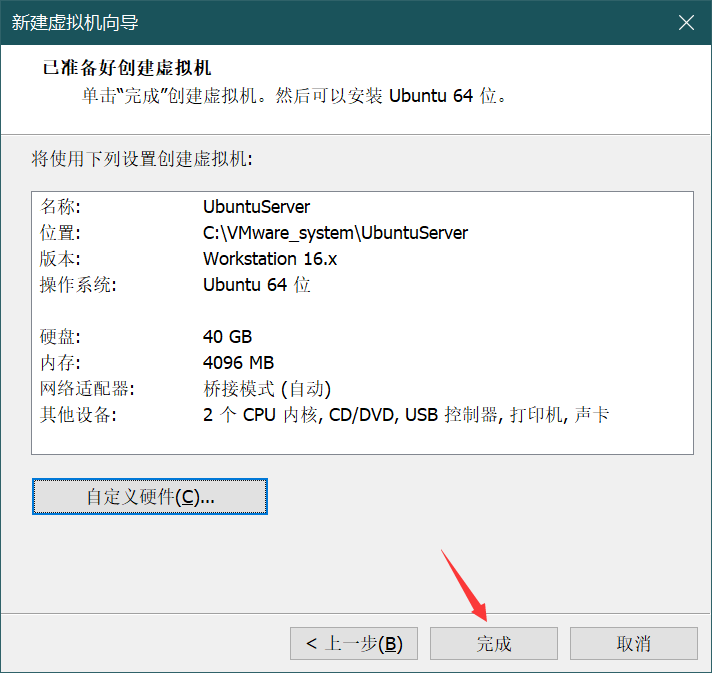 新建虚拟机向导
已准备好创建虚拟机
单击“完成”创建虚拟机。然后可以安装 Ubuntu 64 位。
将使用下列设置创建虚拟机:
名称: UbuntuServer
位置: C:\VMware_system\UbuntuServer
版本: Workstation 16.x
操作系统: Ubuntu 64 位
硬盘: 40 GB
内存: 4096 MB
网络适配器: 桥接模式 (自动)
其他设备: 2 个 CPU 内核, CD/DVD, USB 控制器, 打印机, 声卡
自定义硬件(C)...
< 上一步(B) 完成 取消